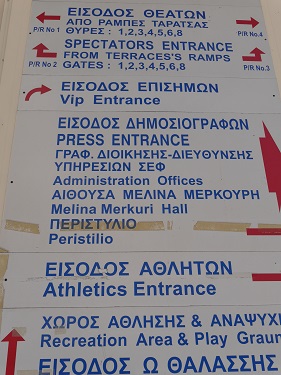 ΕΙΣΟΔΟΣ ΘΕΑΤΩΝ
ΑΠΟ ΡΑΜΠΕΣ ΤΑΡΑΤΣΑΣ
P/R No 1 ΘΥΡΕΣ : 1,2,3,4,5,6,8 P/R No.4
SPECTATORS ENTRANCE
FROM TERRACES'S RAMPS
P/R No 2 GATES : 1,2,3,4,5,6,8 P/R No.3
ΕΙΣΟΔΟΣ ΕΠΙΣΗΜΩΝ
Vip Entrance
ΕΙΣΟΔΟΣ ΔΗΜΟΣΙΟΓΡΑΦΩΝ
PRESS ENTRANCE
ΓΡΑΦ. ΔΙΟΙΚΗΣΗΣ-ΔΙΕΥΘΥΝΣΗΣ
ΥΠΗΡΕΣΙΩΝ ΣΕΦ
Administration Offices
ΑΙΘΟΥΣΑ ΜΕΛΙΝΑ ΜΕΡΚΟΥΡΗ
Melina Merkuri Hall
ΠΕΡΙΣΤΥΛΙΟ
Peristilio
ΕΙΣΟΔΟΣ ΑΘΛΗΤΩΝ
Athletics Entrance
ΧΩΡΟΣ ΑΘΛΗΣΗΣ & ΑΝΑΨΥΧΙ
Recreation Area & Play Graun
ΕΙΣΟΔΟΣ Ω ΘΑΛΑΣΣΗΣ